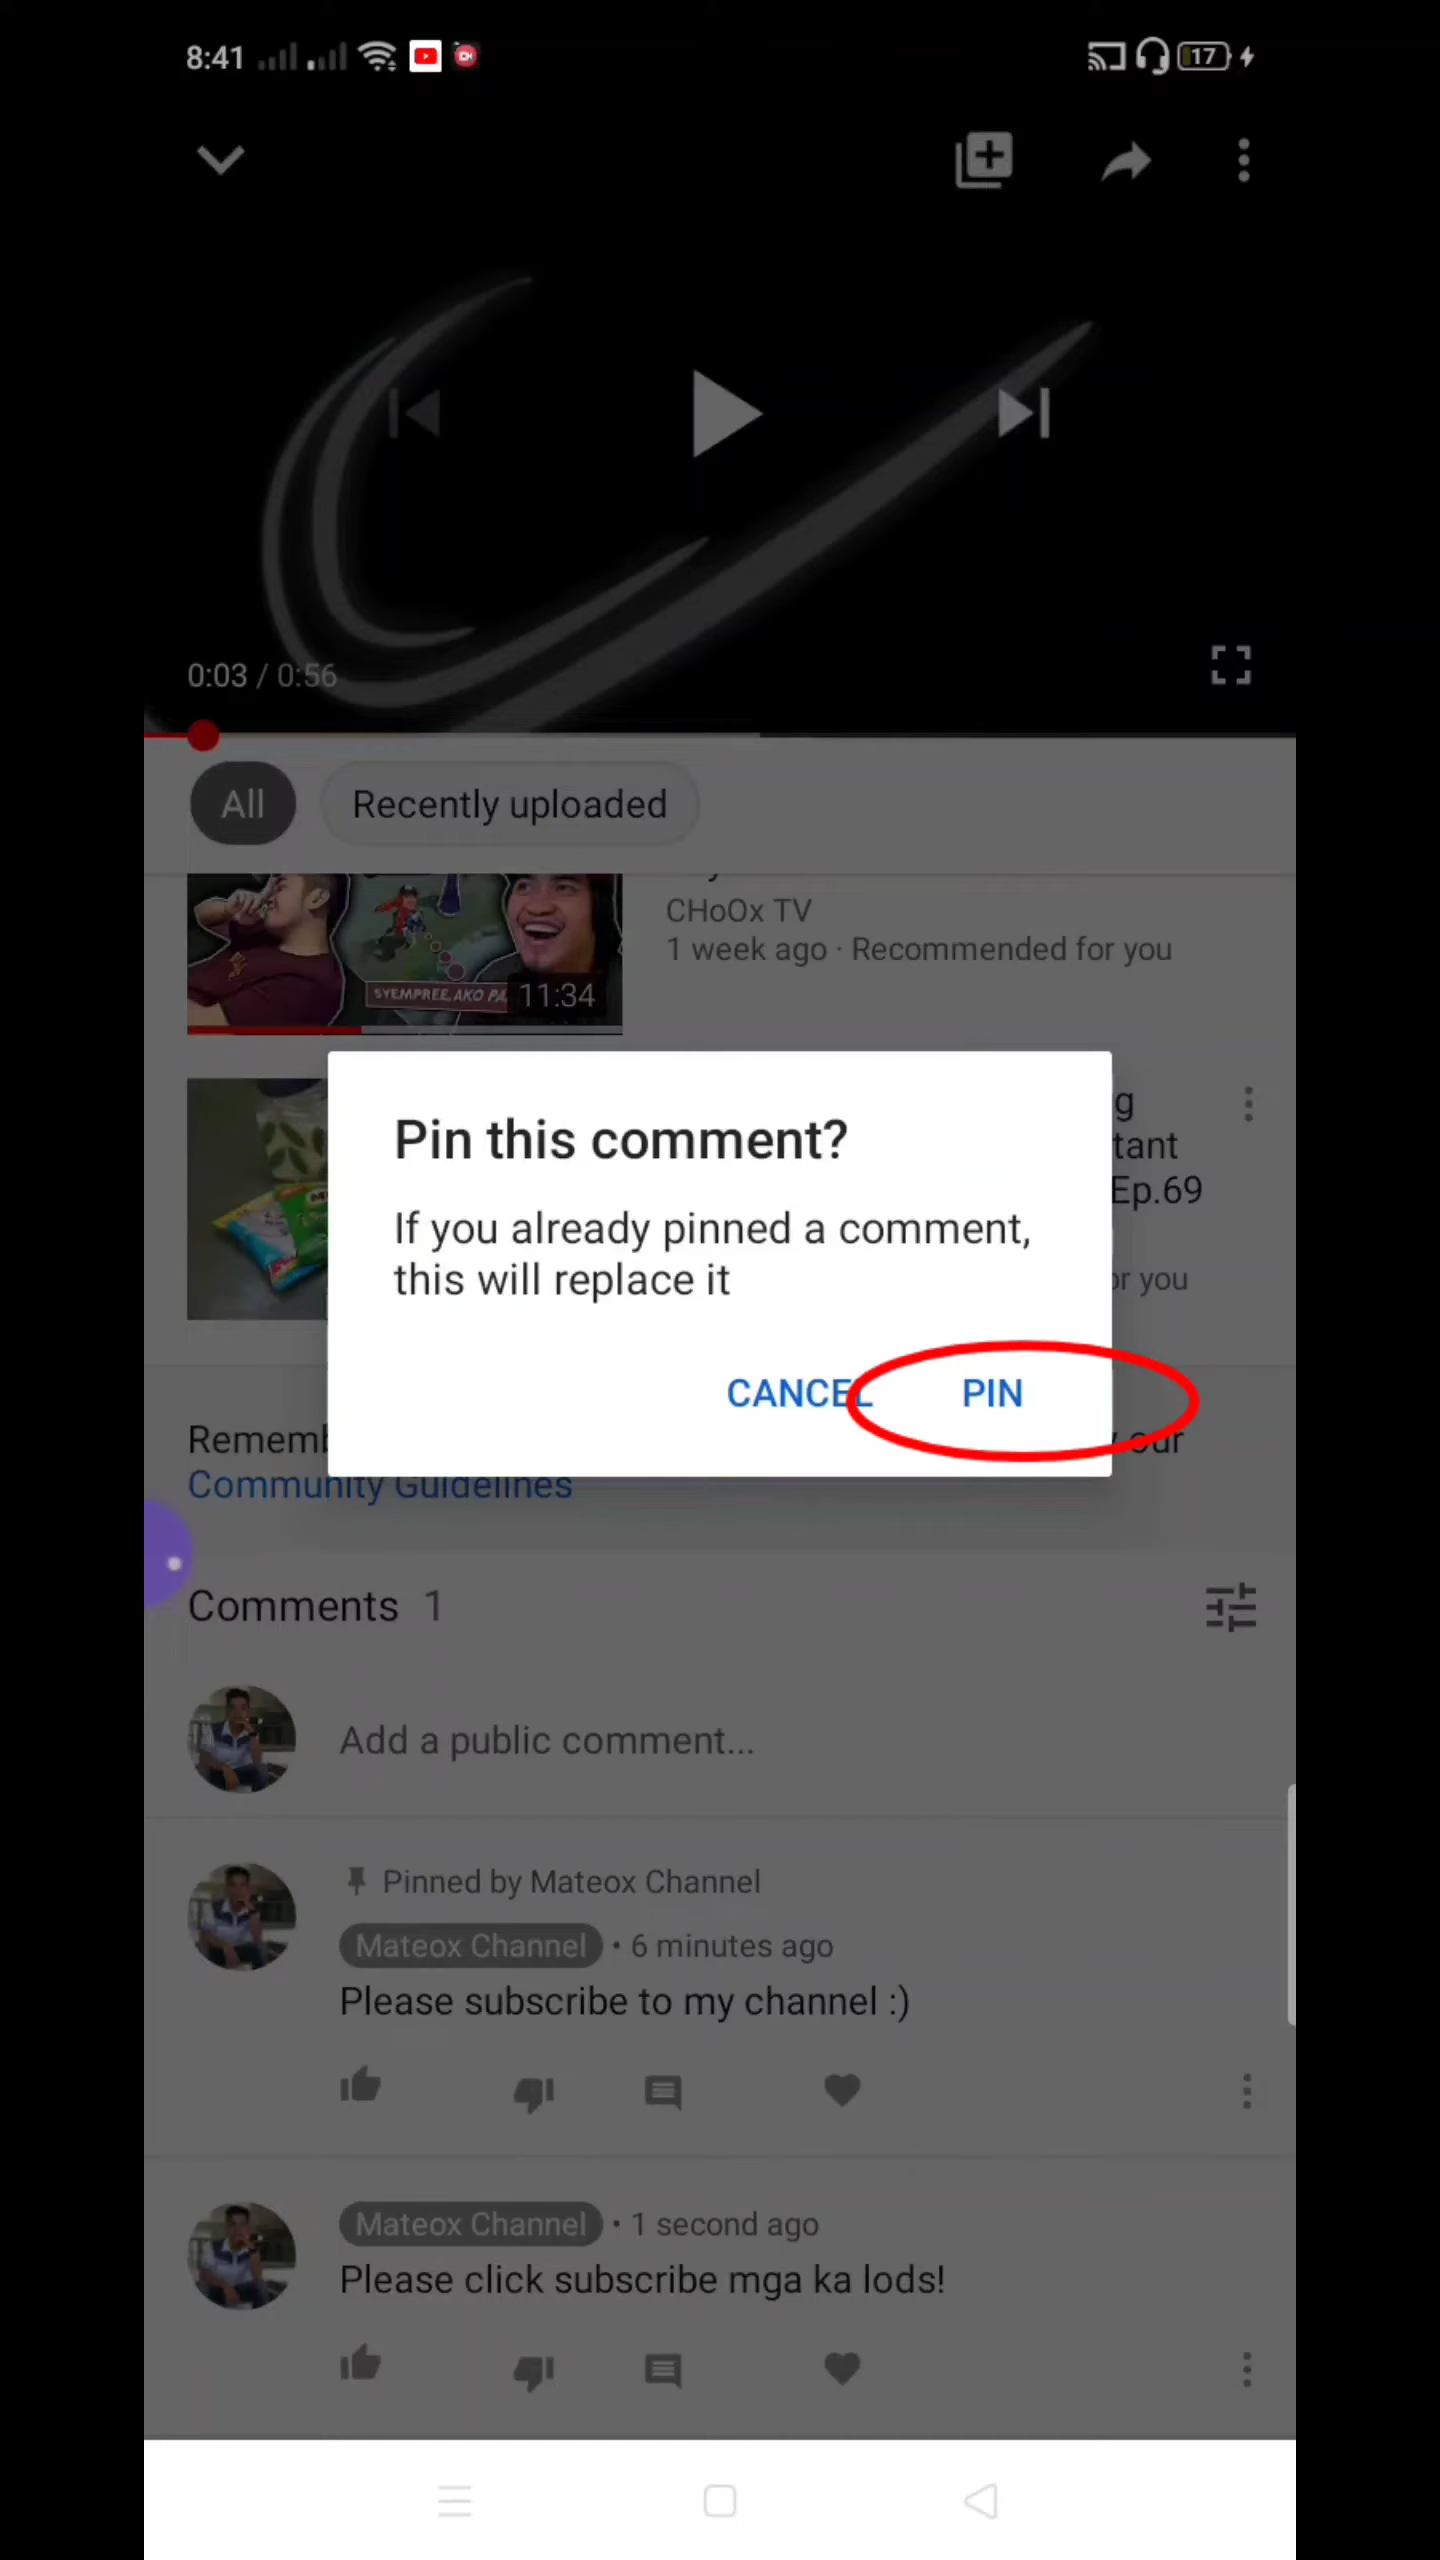 8:41
17
0:03 / 0:56
All
Recently uploaded
CHoOx TV
1 week ago · Recommended for you
SYEMPREE, AKO PA
11:34
Pin this comment?
If you already pinned a comment,
this will replace it
CANCEL
PIN
g
tant
Ep.69
or you
our
Community Guidelines
Comments 1
Add a public comment...
Pinned by Mateox Channel
Mateox Channel • 6 minutes ago
Please subscribe to my channel :)
Mateox Channel • 1 second ago
Please click subscribe mga ka lods!